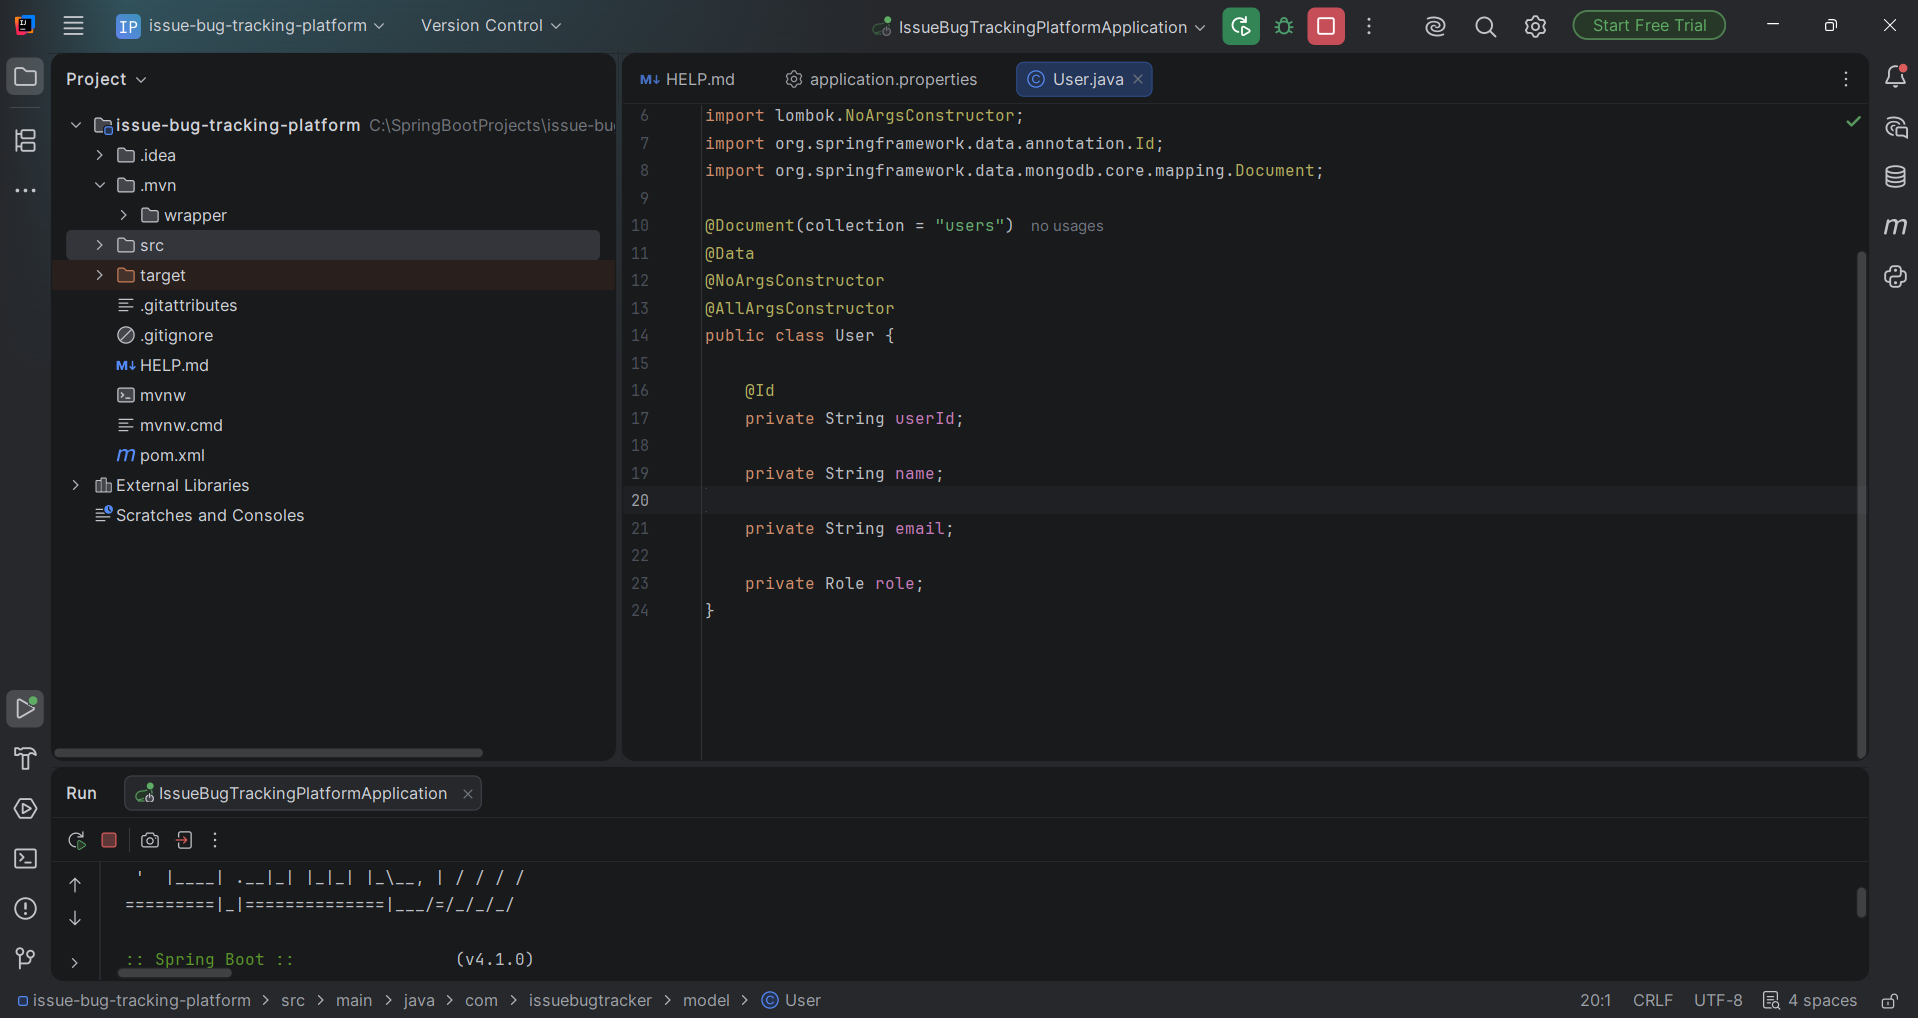 IP issue-bug-tracking-platform
Version Control
IssueBugTrackingPlatformApplication
Start Free Trial
Project
issue-bug-tracking-platform C:\SpringBootProjects\issue-bu
.idea
.mvn
wrapper
src
target
.gitattributes
.gitignore
M↓ HELP.md
mvnw
mvnw.cmd
m pom.xml
External Libraries
Scratches and Consoles
M↓ HELP.md
application.properties
© User.java
6 import lombok.NoArgsConstructor;
7 import org.springframework.data.annotation.Id;
8 import org.springframework.data.mongodb.core.mapping.Document;
9
10 @Document(collection = "users") no usages
11 @Data
12 @NoArgsConstructor
13 @AllArgsConstructor
14 public class User {
15
16     @Id
17     private String userId;
18
19     private String name;
20
21     private String email;
22
23     private Role role;
24 }
Run
IssueBugTrackingPlatformApplication
 '  |____| .__|_| |_|_| |_\__, | / / / /
=========|_|==============|___/=/_/_/_/
:: Spring Boot ::                (v4.1.0)
issue-bug-tracking-platform > src > main > java > com > issuebugtracker > model > © User
20:1 CRLF UTF-8 4 spaces